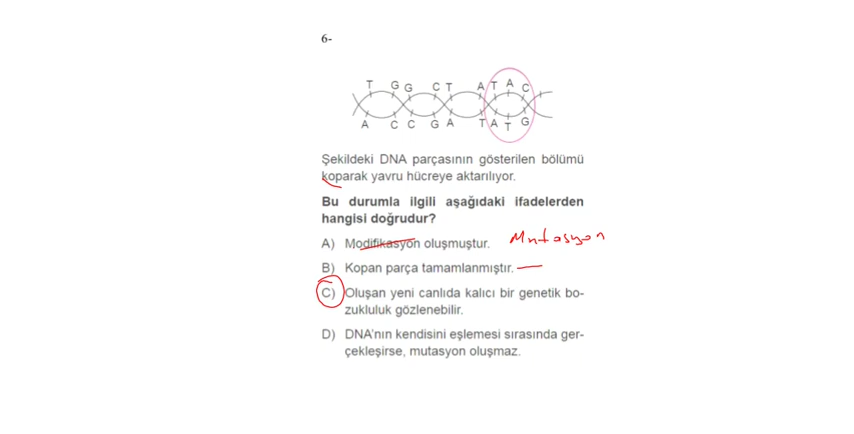 6-
T G G C T A T A C
A C C G A T A T G
Şekildeki DNA parçasının gösterilen bölümü
koparak yavru hücreye aktarılıyor.
Bu durumla ilgili aşağıdaki ifadelerden
hangisi doğrudur?
A) Modifikasyon oluşmuştur. Mutasyon
B) Kopan parça tamamlanmıştır.
C) Oluşan yeni canlıda kalıcı bir genetik bo-
zukluluk gözlenebilir.
D) DNA'nın kendisini eşlemesi sırasında ger-
çekleşirse, mutasyon oluşmaz.